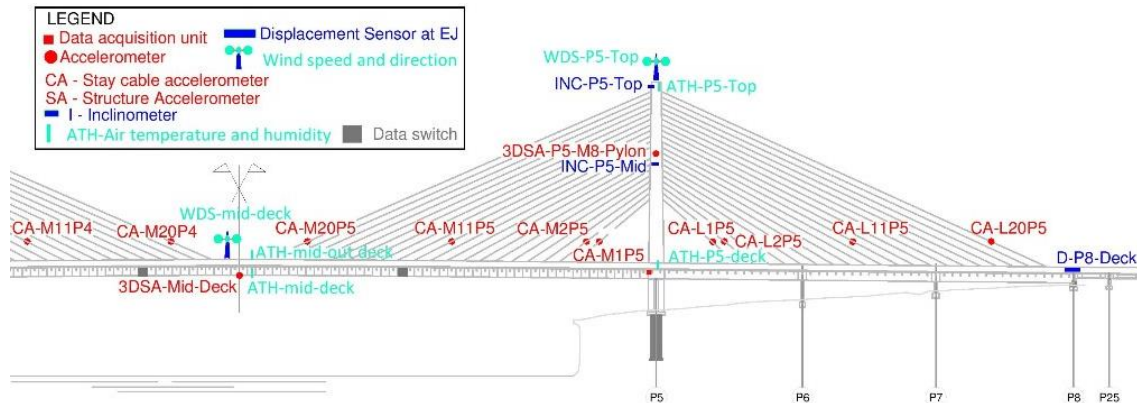 LEGEND
Data acquisition unit
Displacement Sensor at EJ
Accelerometer
Wind speed and direction
CA - Stay cable accelerometer
SA - Structure Accelerometer
I - Inclinometer
ATH-Air temperature and humidity
Data switch
WDS-P5-Top
INC-P5-Top
ATH-P5-Top
3DSA-P5-M8-Pylon
INC-P5-Mid
WDS-mid-deck
CA-M11P4
CA-M20P4
CA-M20P5
CA-M11P5
CA-M2P5
CA-L1P5
CA-L11P5
CA-L20P5
ATH-mid-out deck
CA-M1P5
CA-L2P5
ATH-P5-deck
D-P8-Deck
3DSA-Mid-Deck
ATH-mid-deck
P5
P6
P7
P8
P25